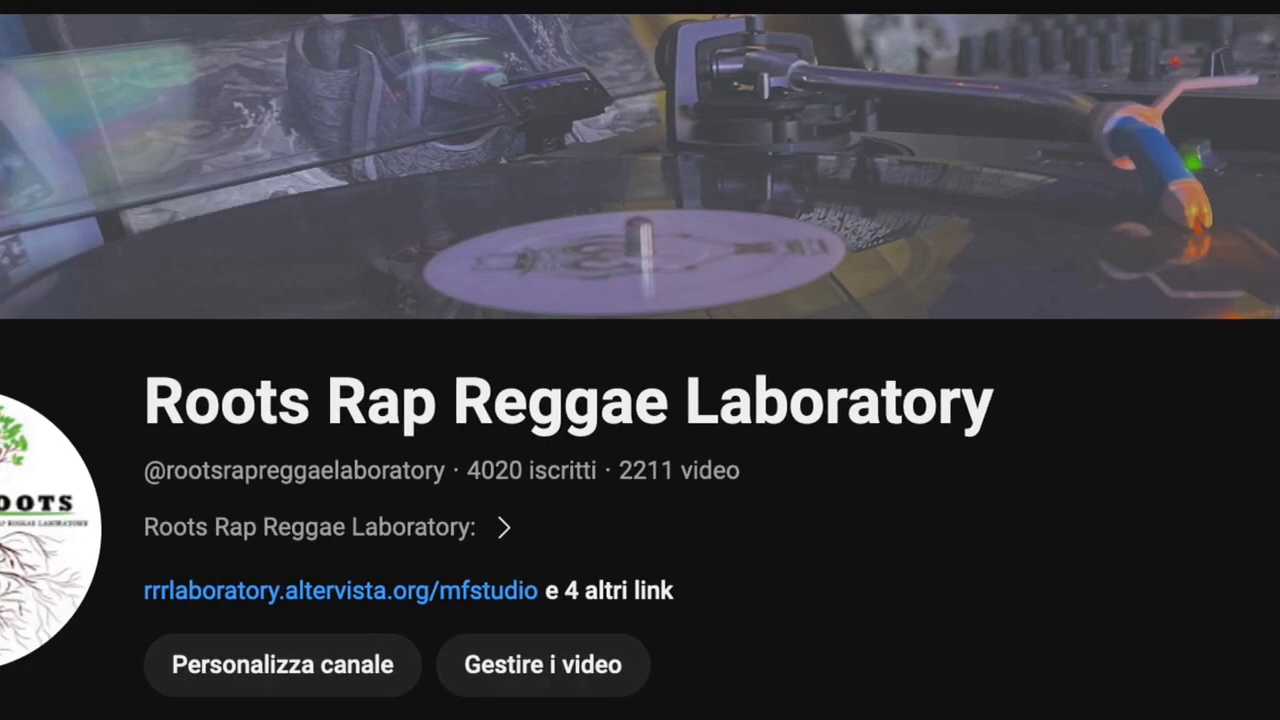 Roots Rap Reggae Laboratory
@rootsrapreggaelaboratory · 4020 iscritti · 2211 video
OOTS
Roots Rap Reggae Laboratory:
rrrlaboratory.altervista.org/mfstudio e 4 altri link
Personalizza canale
Gestire i video